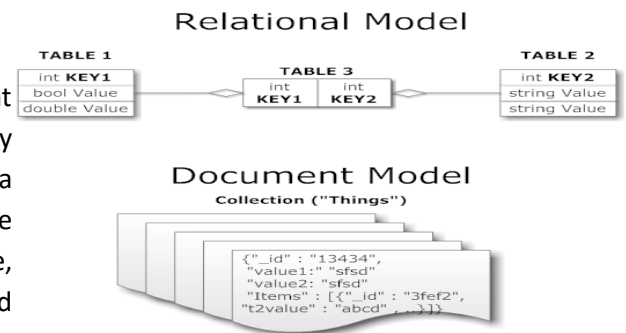 Relational Model
TABLE 1
int KEY1
bool Value
double Value
TABLE 3
int KEY1
int KEY2
TABLE 2
int KEY2
string Value
string Value
Document Model
Collection ("Things")
{"_id" : "13434",
"value1:" "sfsd"
"value2: "sfsd"
"Items" : [{"_id" : "3fef2",
"t2value" : "abcd" , ..}]}